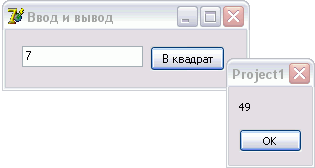 Ввод и вывод
7
В квадрат
Project1
49
OK